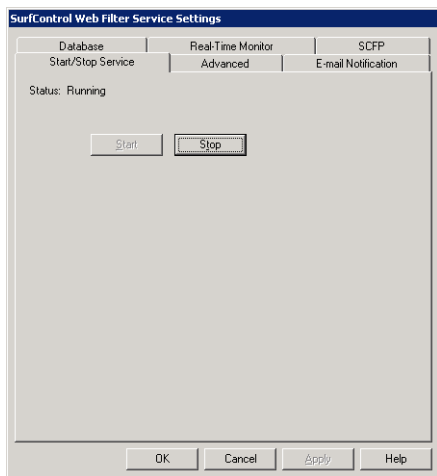 SurfControl Web Filter Service Settings
Database Real-Time Monitor SCFP
Start/Stop Service Advanced E-mail Notification
Status: Running
Start Stop
OK Cancel Apply Help